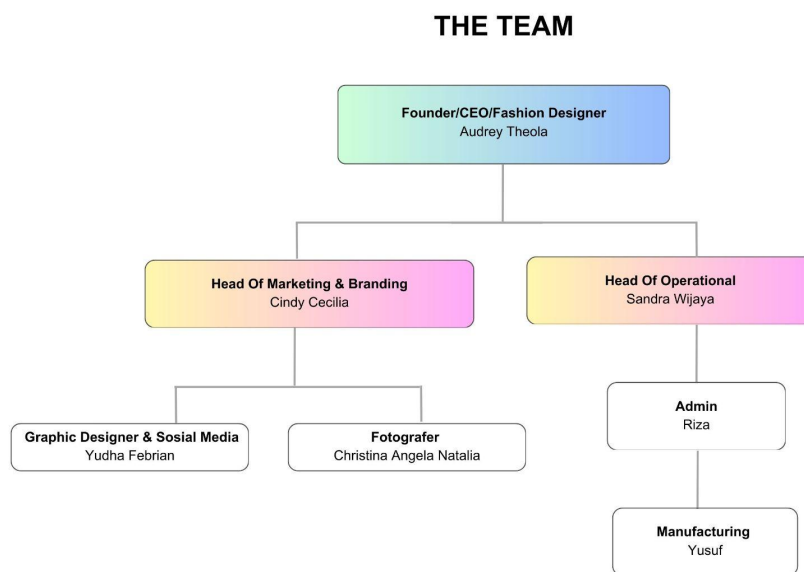 THE TEAM
Founder/CEO/Fashion Designer
Audrey Theola
Head Of Marketing & Branding
Cindy Cecilia
Head Of Operational
Sandra Wijaya
Graphic Designer & Sosial Media
Yudha Febrian
Fotografer
Christina Angela Natalia
Admin
Riza
Manufacturing
Yusuf